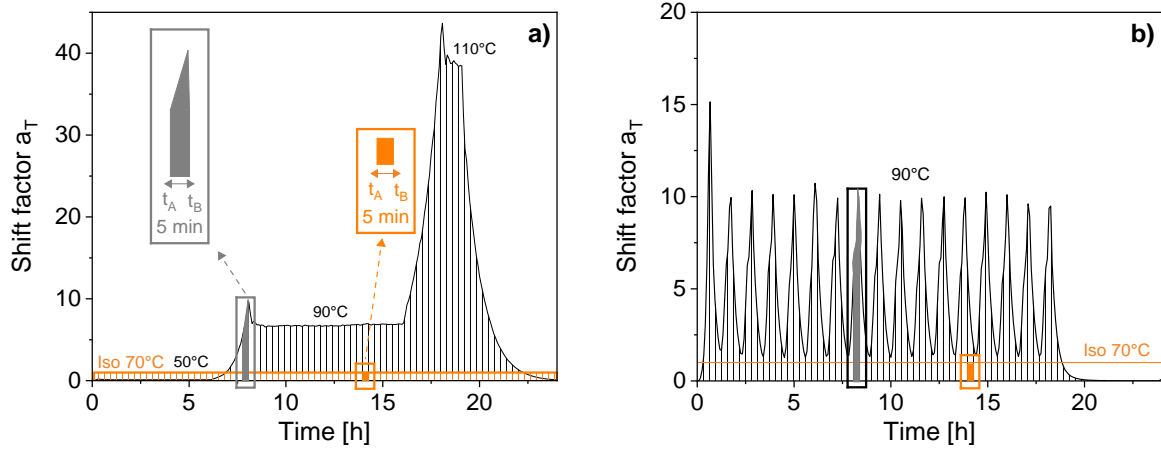 a)
Shift factor a_T
40
30
20
10
0
110°C
t_A t_B
5 min
t_A t_B
5 min
90°C
Iso 70°C
50°C
0 5 10 15 20
Time [h]
b)
Shift factor a_T
20
15
10
5
0
90°C
Iso 70°C
0 5 10 15 20
Time [h]